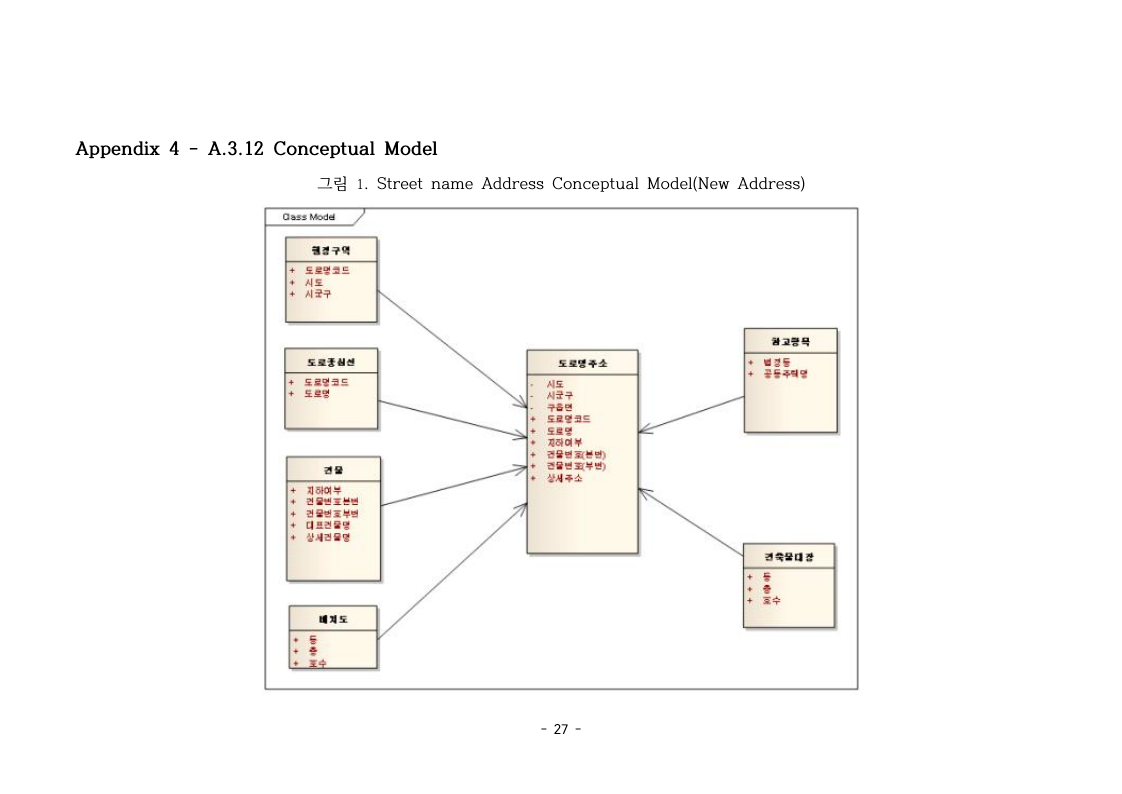 Appendix 4 - A.3.12 Conceptual Model
그림 1. Street name Address Conceptual Model(New Address)
Class Model
행정구역
+ 도로명코드
+ 시도
+ 시군구
도로중심선
+ 도로명코드
+ 도로명
건물
+ 지하여부
+ 건물번호본번
+ 건물번호부번
+ 대표건물명
+ 상세건물명
배치도
+ 동
+ 층
+ 호수
도로명주소
- 시도
- 시군구
- 구읍면
+ 도로명코드
+ 도로명
+ 지하여부
+ 건물번호(본번)
+ 건물번호(부번)
+ 상세주소
참고항목
+ 법정동
+ 공동주택명
건축물대장
+ 동
+ 층
+ 호수
- 27 -